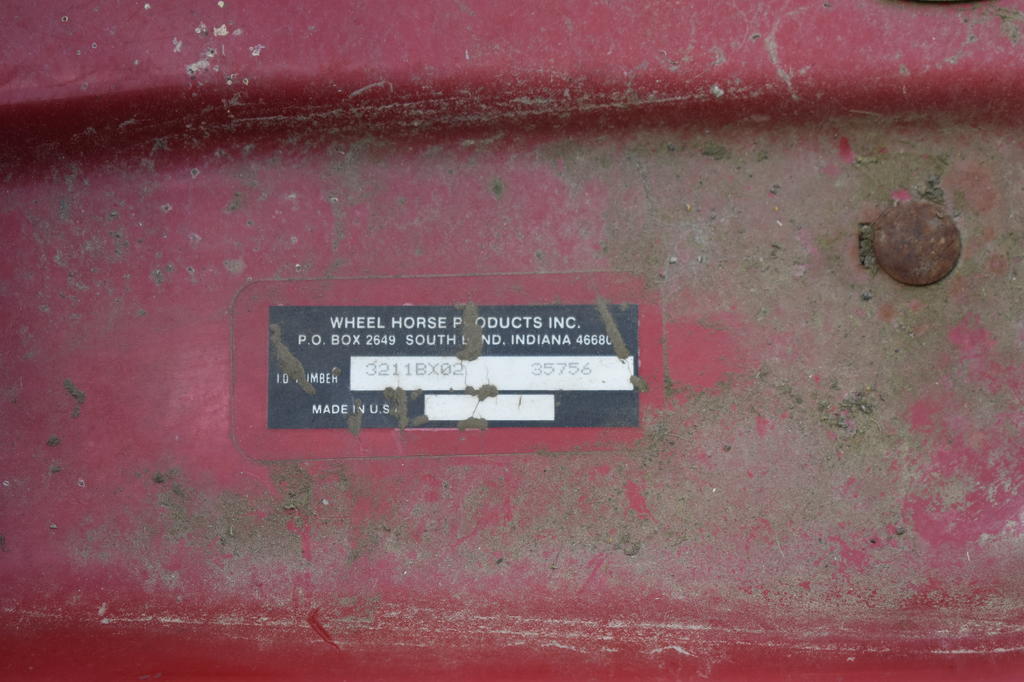 WHEEL HORSE PRODUCTS INC.
P.O. BOX 2649 SOUTH BEND, INDIANA 46680
I.D. NUMBER 3211BX02 35756
MADE IN U.S.A.